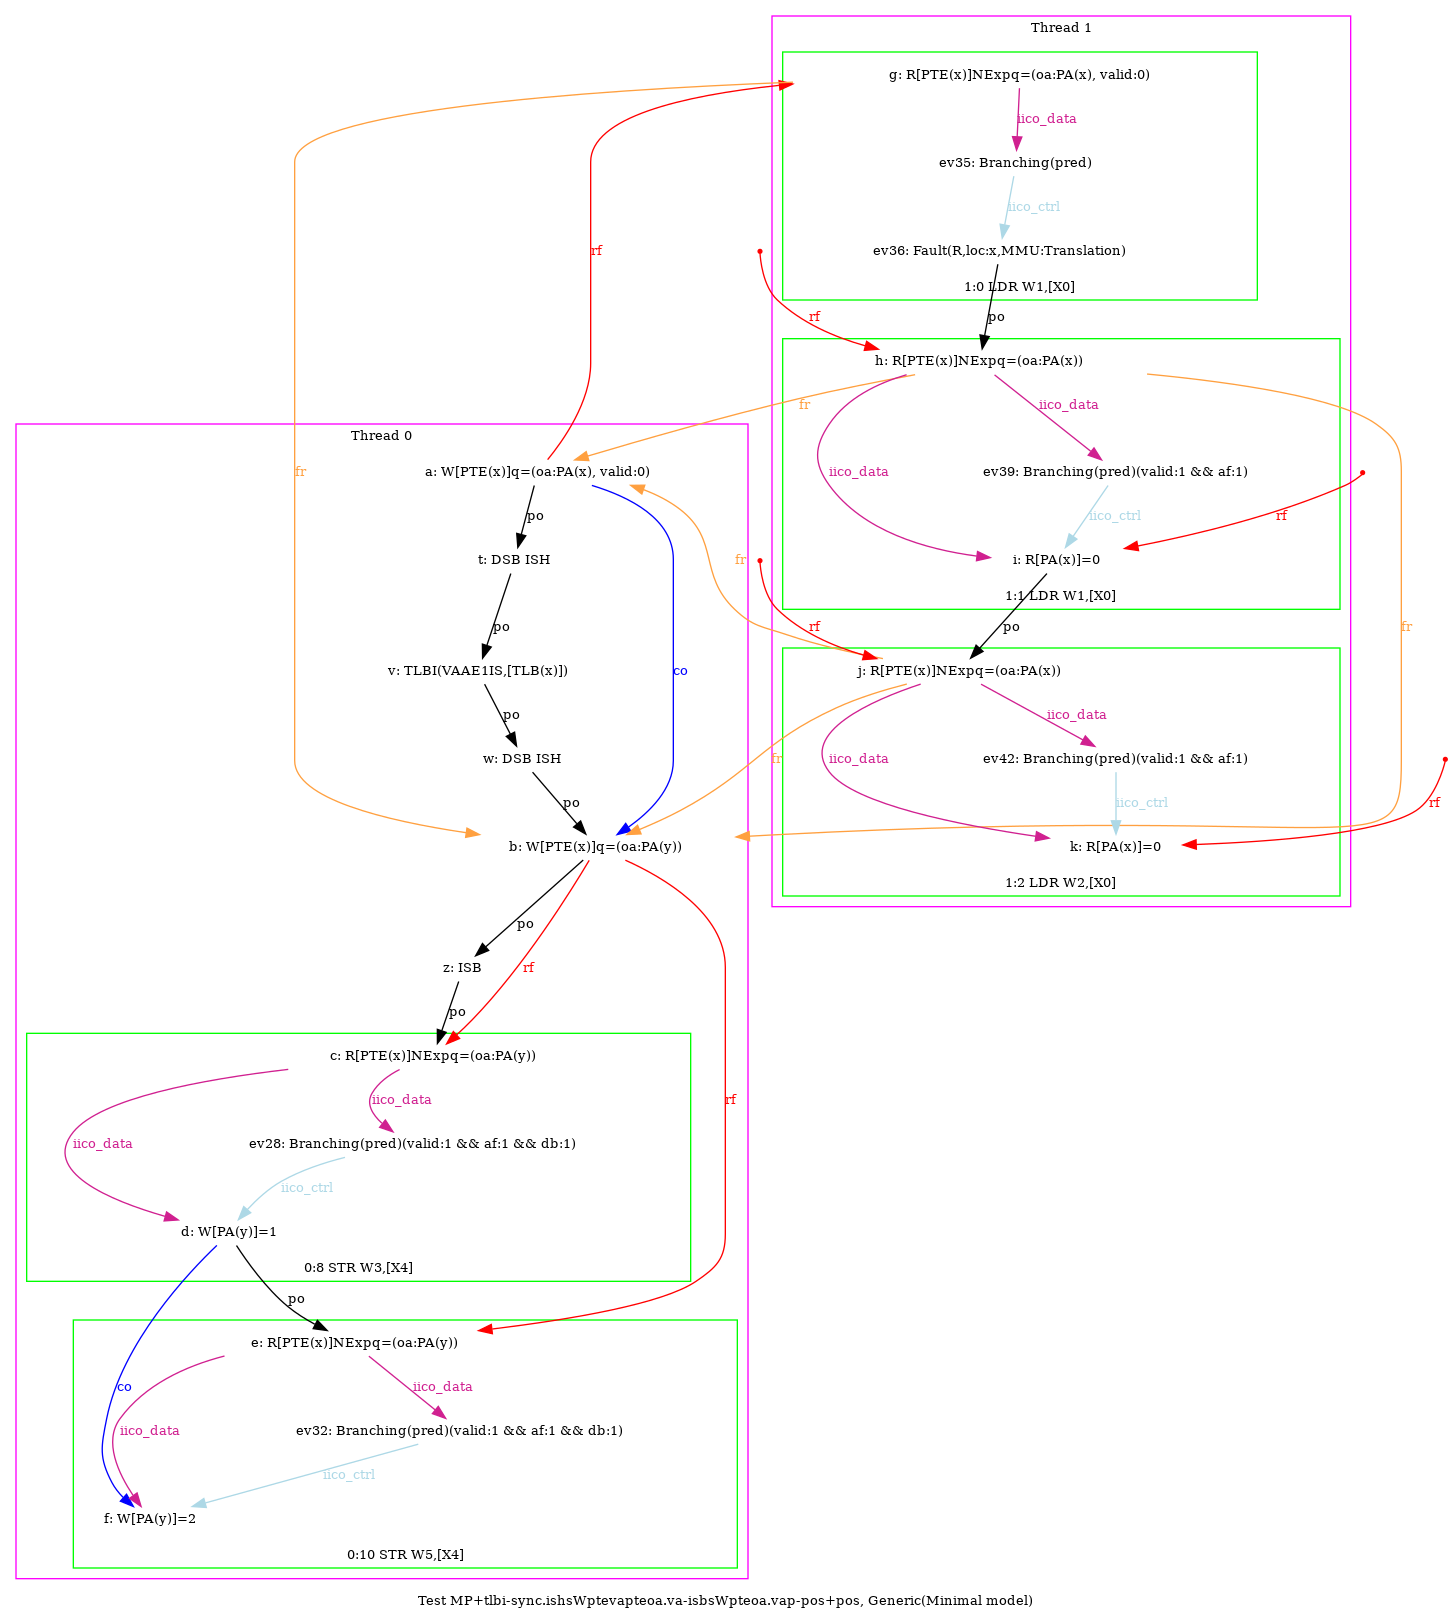 Thread 1
g: R[PTE(x)]NExpq=(oa:PA(x), valid:0)
iico_data
ev35: Branching(pred)
iico_ctrl
ev36: Fault(R,loc:x,MMU:Translation)
1:0 LDR W1,[X0]
rf
rf
po
h: R[PTE(x)]NExpq=(oa:PA(x))
fr
iico_data
Thread 0
fr
a: W[PTE(x)]q=(oa:PA(x), valid:0)
iico_data
ev39: Branching(pred)(valid:1 && af:1)
po
iico_ctrl
rf
t: DSB ISH
fr
i: R[PA(x)]=0
1:1 LDR W1,[X0]
po
rf
po
fr
v: TLBI(VAAE1IS,[TLB(x)])
co
j: R[PTE(x)]NExpq=(oa:PA(x))
po
iico_data
w: DSB ISH
fr
iico_data
ev42: Branching(pred)(valid:1 && af:1)
po
iico_ctrl
rf
b: W[PTE(x)]q=(oa:PA(y))
k: R[PA(x)]=0
1:2 LDR W2,[X0]
po
z: ISB
rf
po
c: R[PTE(x)]NExpq=(oa:PA(y))
iico_data
rf
iico_data
ev28: Branching(pred)(valid:1 && af:1 && db:1)
iico_ctrl
d: W[PA(y)]=1
0:8 STR W3,[X4]
po
e: R[PTE(x)]NExpq=(oa:PA(y))
co
iico_data
iico_data
ev32: Branching(pred)(valid:1 && af:1 && db:1)
iico_ctrl
f: W[PA(y)]=2
0:10 STR W5,[X4]
Test MP+tlbi-sync.ishsWptevapteoa.va-isbsWpteoa.vap-pos+pos, Generic(Minimal model)